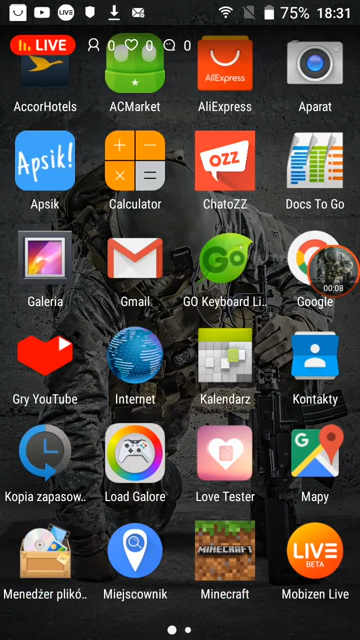 LIVE 75% 18:31
LIVE 0 0 0
AliExpress
AccorHotels ACMarket AliExpress Aparat
Apsik! + − × = OZZ
Apsik Calculator ChatoZZ Docs To Go
Go
Galeria Gmail GO Keyboard Li.. Google
00:08
Gry YouTube Internet Kalendarz Kontakty
G
Kopia zapasow.. Load Galore Love Tester Mapy
MINECRAFT LIVE
BETA
Menedżer plikó.. Miejscownik Minecraft Mobizen Live